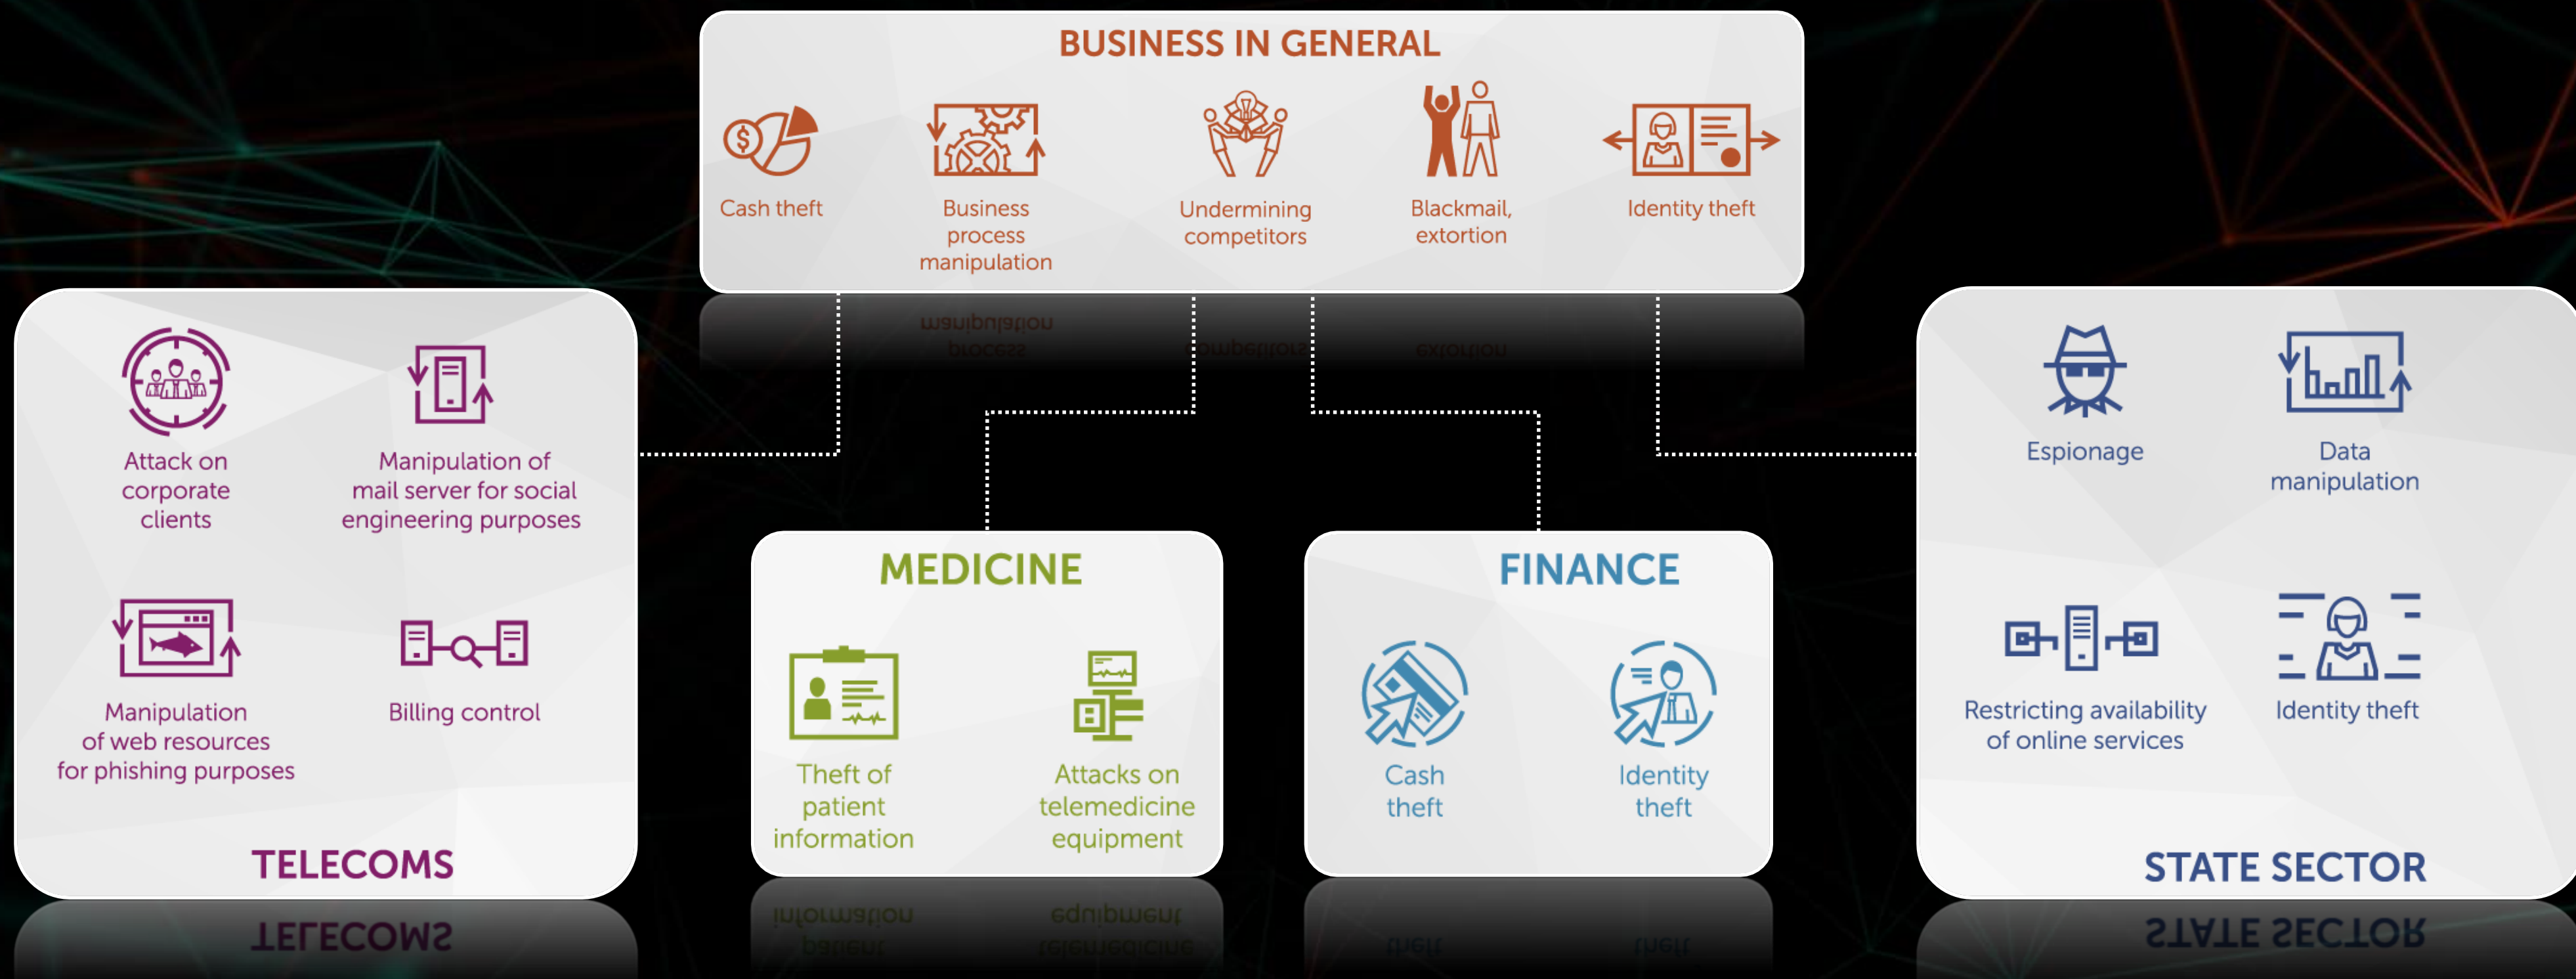 BUSINESS IN GENERAL
$
Cash theft
Business
process
manipulation
Undermining
competitors
Blackmail,
extortion
Identity theft
Attack on
corporate
clients
Manipulation of
mail server for social
engineering purposes
Manipulation
of web resources
for phishing purposes
Billing control
TELECOMS
MEDICINE
Theft of
patient
information
Attacks on
telemedicine
equipment
FINANCE
Cash
theft
Identity
theft
Espionage
Data
manipulation
Restricting availability
of online services
Identity theft
STATE SECTOR